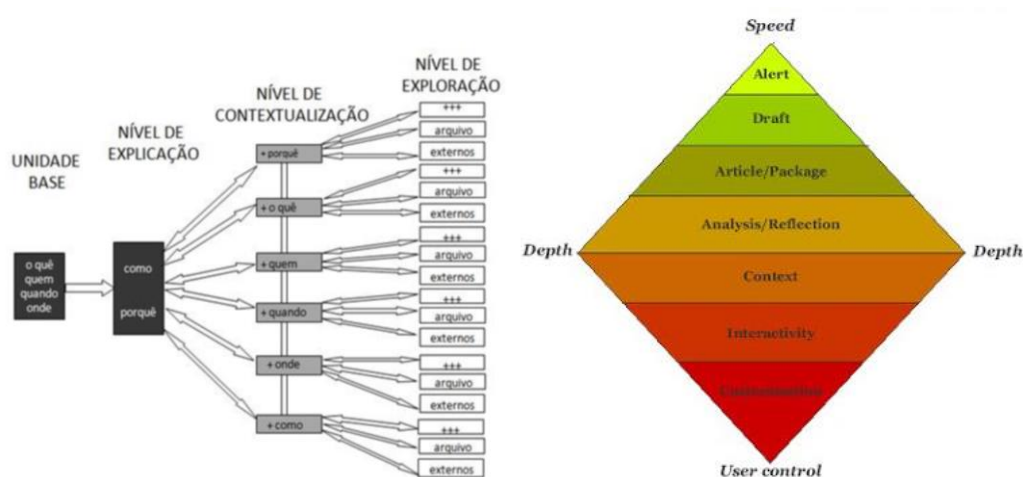 UNIDADE
BASE
o quê
quem
quando
onde
NÍVEL DE
EXPLICAÇÃO
como
porquê
NÍVEL DE
CONTEXTUALIZAÇÃO
+ porquê
+ o quê
+ quem
+ quando
+ onde
+ como
NÍVEL DE
EXPLORAÇÃO
+++
arquivo
externos
+++
arquivo
externos
+++
arquivo
externos
+++
arquivo
externos
+++
arquivo
externos
+++
arquivo
externos
Speed
Alert
Draft
Article/Package
Analysis/Reflection
Depth
Depth
Context
Interactivity
Customization
User control